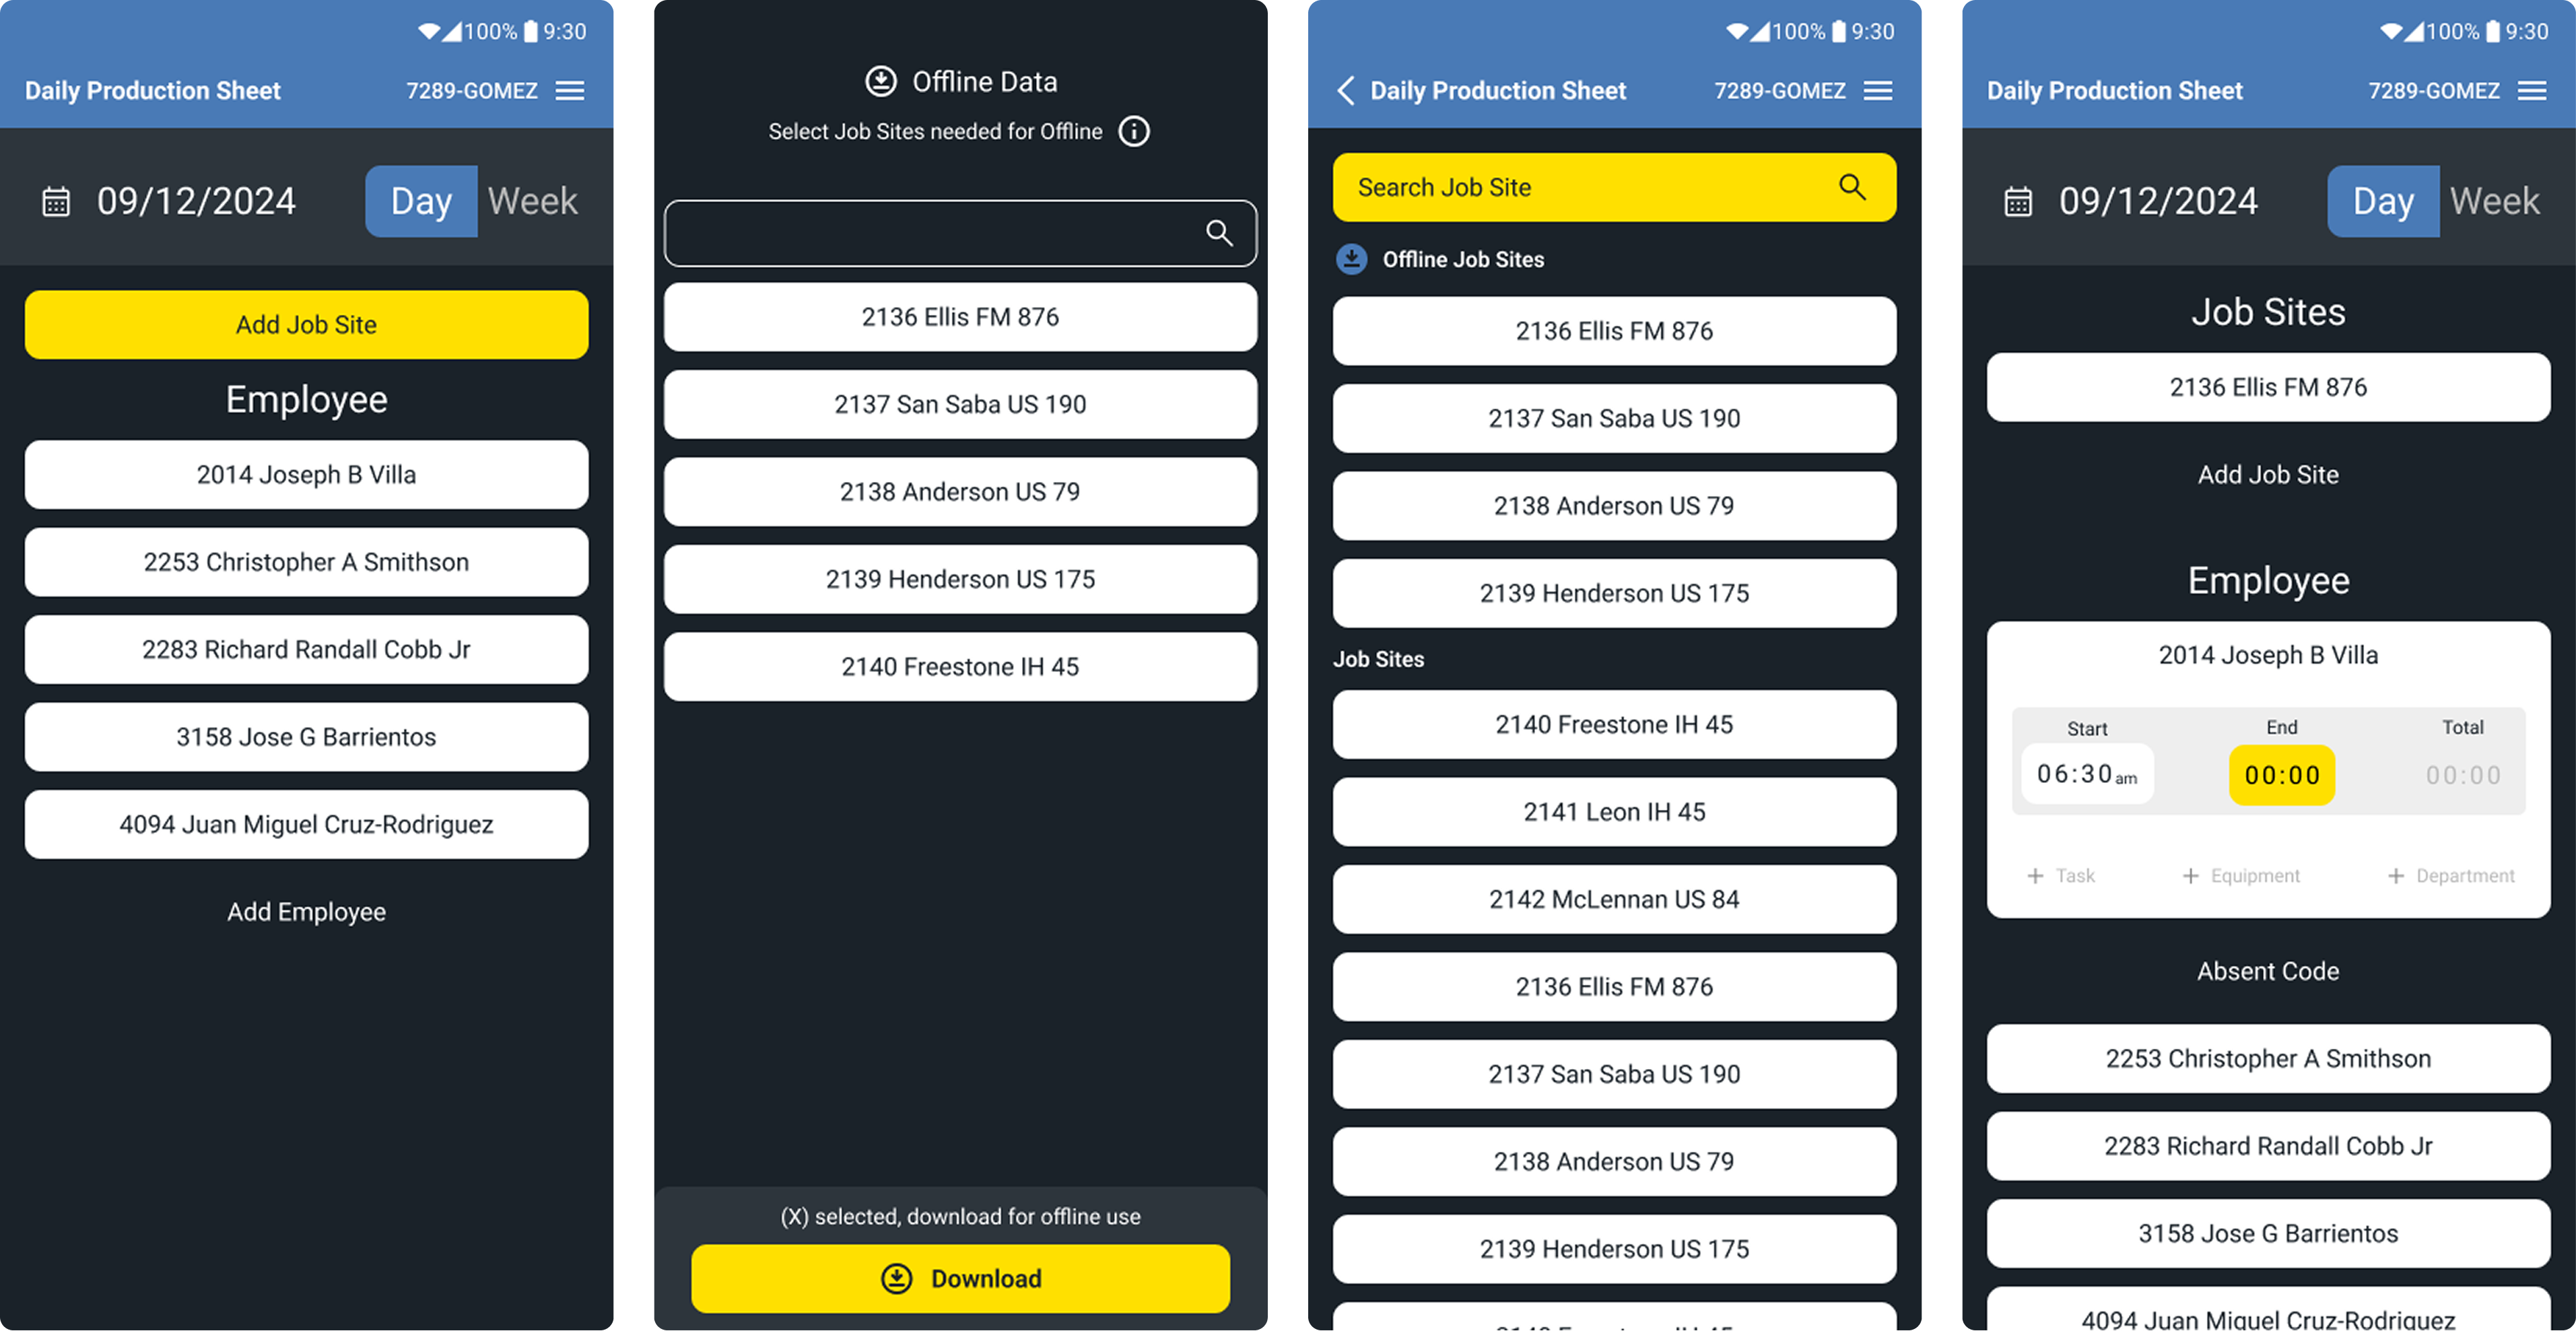 100% 9:30
Daily Production Sheet 7289-GOMEZ
09/12/2024 Day Week
Add Job Site
Employee
2014 Joseph B Villa
2253 Christopher A Smithson
2283 Richard Randall Cobb Jr
3158 Jose G Barrientos
4094 Juan Miguel Cruz-Rodriguez
Add Employee
Offline Data
Select Job Sites needed for Offline
2136 Ellis FM 876
2137 San Saba US 190
2138 Anderson US 79
2139 Henderson US 175
2140 Freestone IH 45
(X) selected, download for offline use
Download
100% 9:30
Daily Production Sheet 7289-GOMEZ
Search Job Site
Offline Job Sites
2136 Ellis FM 876
2137 San Saba US 190
2138 Anderson US 79
2139 Henderson US 175
Job Sites
2140 Freestone IH 45
2141 Leon IH 45
2142 McLennan US 84
2136 Ellis FM 876
2137 San Saba US 190
2138 Anderson US 79
2139 Henderson US 175
100% 9:30
Daily Production Sheet 7289-GOMEZ
09/12/2024 Day Week
Job Sites
2136 Ellis FM 876
Add Job Site
Employee
2014 Joseph B Villa
Start End Total
06:30 am 00:00 00:00
+ Task + Equipment + Department
Absent Code
2253 Christopher A Smithson
2283 Richard Randall Cobb Jr
3158 Jose G Barrientos
4094 Juan Miguel Cruz-Rodriguez